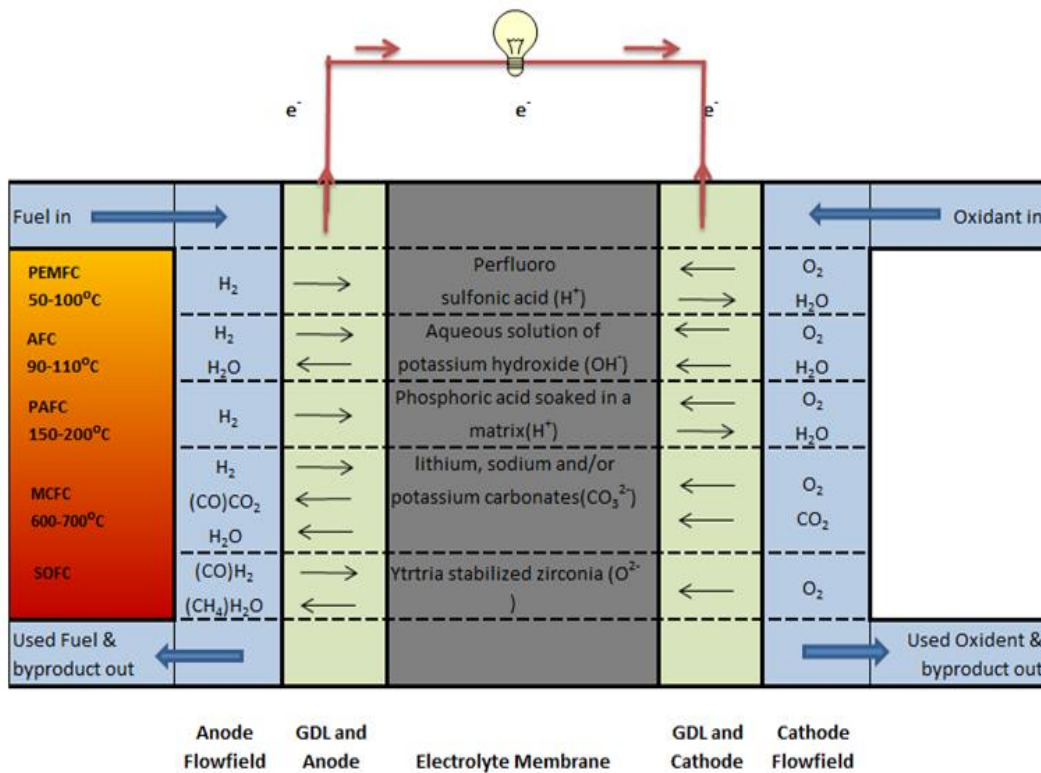 e⁻
e⁻
e⁻
Fuel in
Oxidant in
PEMFC
50-100°C
H₂
Perfluoro
sulfonic acid (H⁺)
O₂
H₂O
AFC
90-110°C
H₂
H₂O
Aqueous solution of
potassium hydroxide (OH⁻)
O₂
H₂O
PAFC
150-200°C
H₂
Phosphoric acid soaked in a
matrix(H⁺)
O₂
H₂O
MCFC
600-700°C
H₂
(CO)CO₂
H₂O
lithium, sodium and/or
potassium carbonates(CO₃²⁻)
O₂
CO₂
SOFC
(CO)H₂
(CH₄)H₂O
Ytrtria stabilized zirconia (O²⁻
)
O₂
Used Fuel &
byproduct out
Used Oxident &
byproduct out
Anode
Flowfield
GDL and
Anode
Electrolyte Membrane
GDL and
Cathode
Cathode
Flowfield